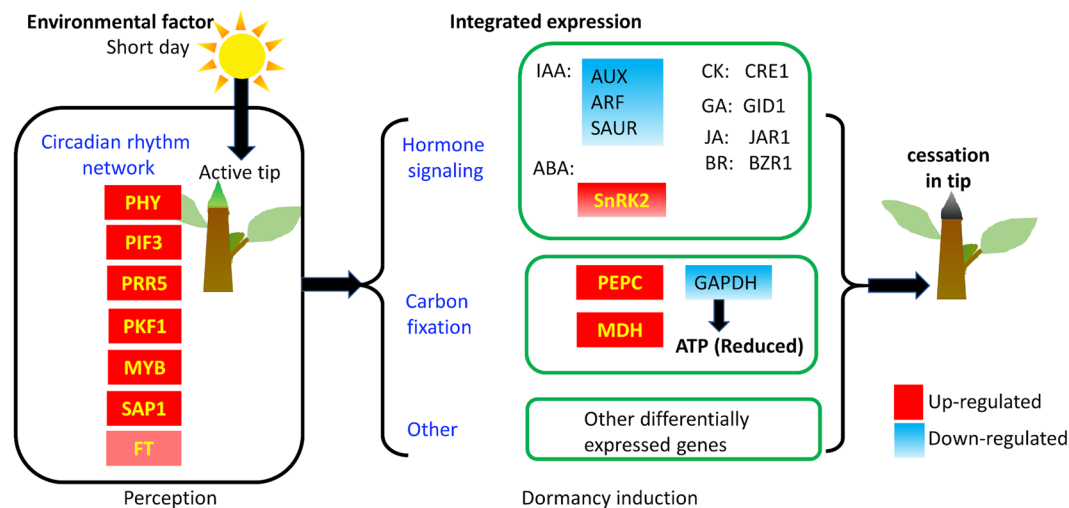 Environmental factor
Short day
Integrated expression
Circadian rhythm
network
Active tip
PHY
PIF3
PRR5
PKF1
MYB
SAP1
FT
Perception
Hormone
signaling
Carbon
fixation
Other
IAA:
AUX
ARF
SAUR
ABA:
SnRK2
CK: CRE1
GA: GID1
JA: JAR1
BR: BZR1
PEPC
MDH
GAPDH
ATP (Reduced)
Other differentially
expressed genes
Dormancy induction
cessation
in tip
Up-regulated
Down-regulated